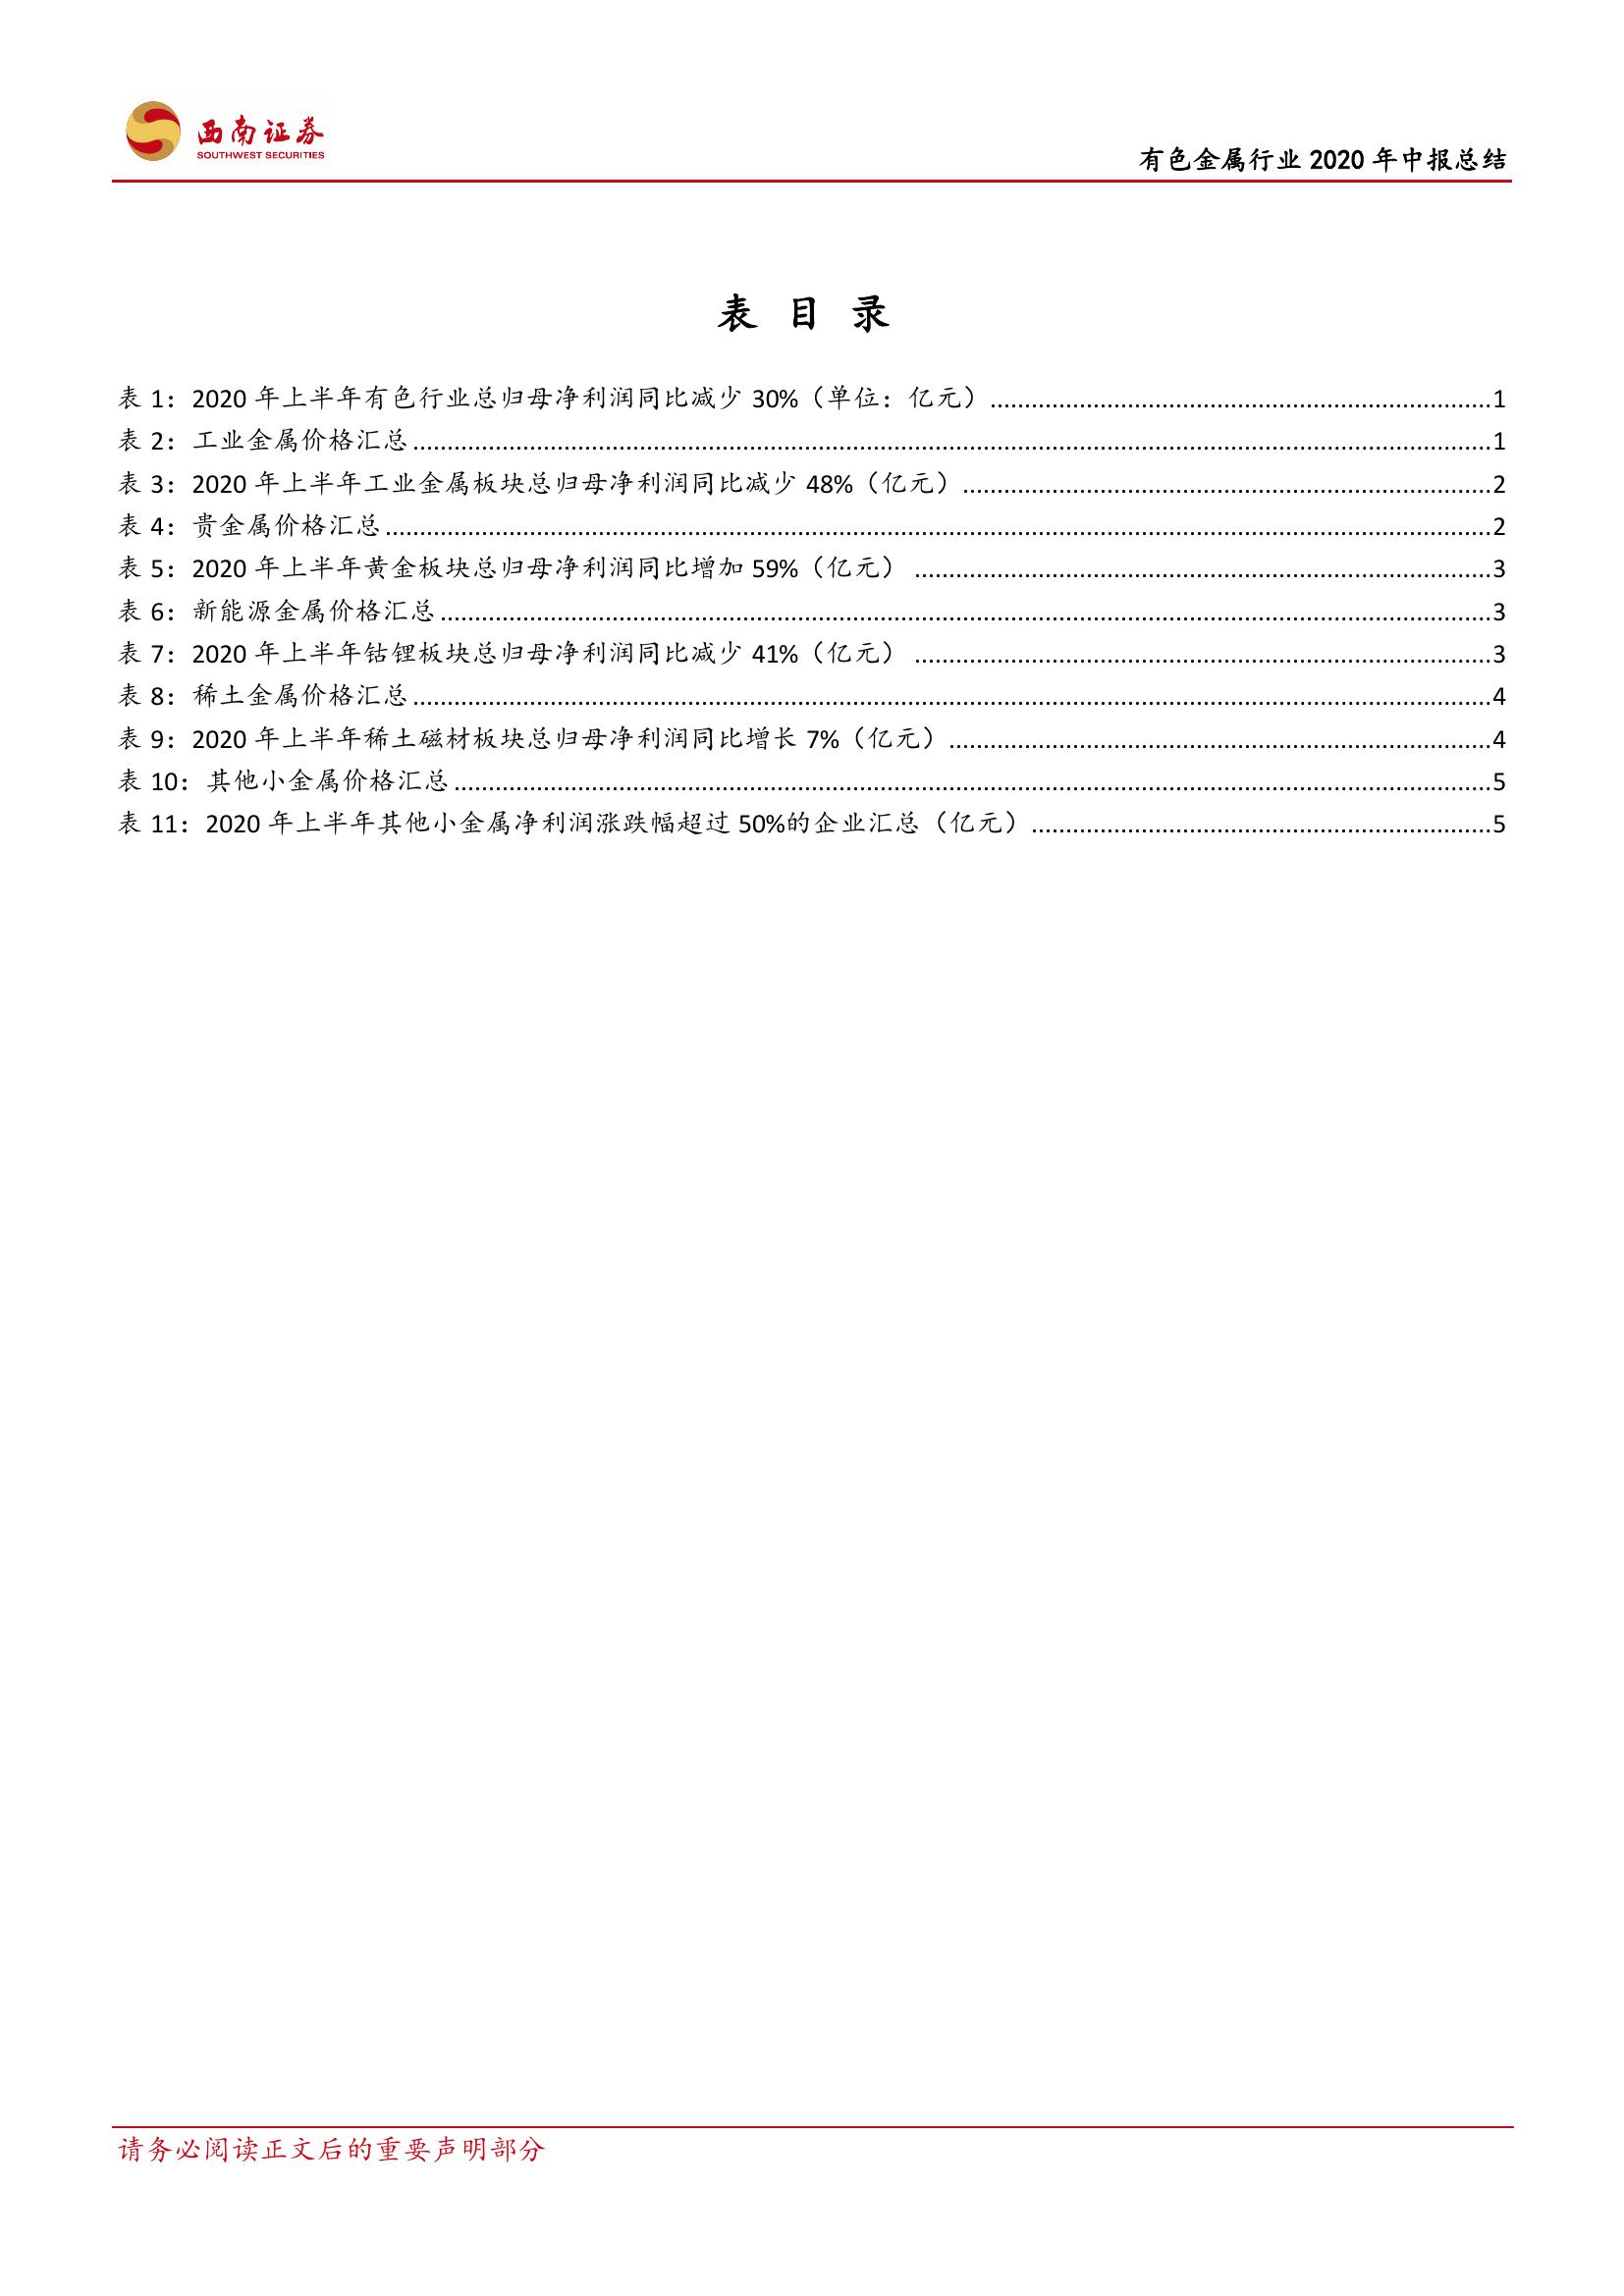 西南证券
SOUTHWEST SECURITIES
有色金属行业 2020 年中报总结
表 目 录
表 1：2020 年上半年有色行业总归母净利润同比减少 30%（单位：亿元）........1
表 2：工业金属价格汇总........1
表 3：2020 年上半年工业金属板块总归母净利润同比减少 48%（亿元）........2
表 4：贵金属价格汇总........2
表 5：2020 年上半年黄金板块总归母净利润同比增加 59%（亿元） ........3
表 6：新能源金属价格汇总........3
表 7：2020 年上半年钴锂板块总归母净利润同比减少 41%（亿元） ........3
表 8：稀土金属价格汇总........4
表 9：2020 年上半年稀土磁材板块总归母净利润同比增长 7%（亿元）........4
表 10：其他小金属价格汇总........5
表 11：2020 年上半年其他小金属净利润涨跌幅超过 50%的企业汇总（亿元）........5
请务必阅读正文后的重要声明部分